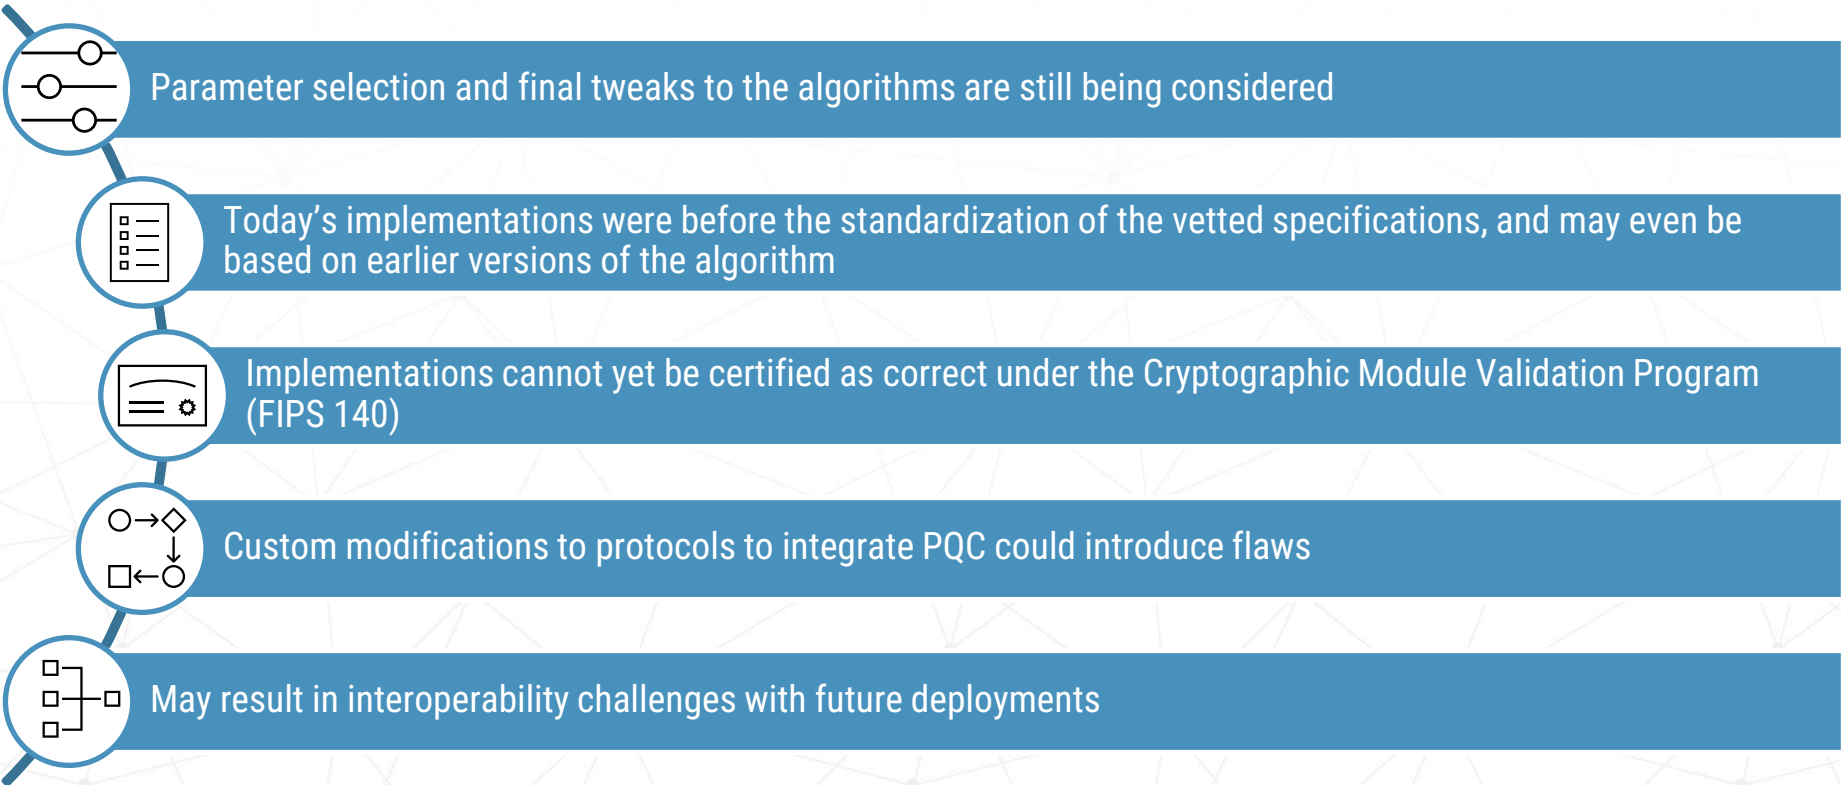 Parameter selection and final tweaks to the algorithms are still being considered
Today’s implementations were before the standardization of the vetted specifications, and may even be
based on earlier versions of the algorithm
Implementations cannot yet be certified as correct under the Cryptographic Module Validation Program
(FIPS 140)
Custom modifications to protocols to integrate PQC could introduce flaws
May result in interoperability challenges with future deployments